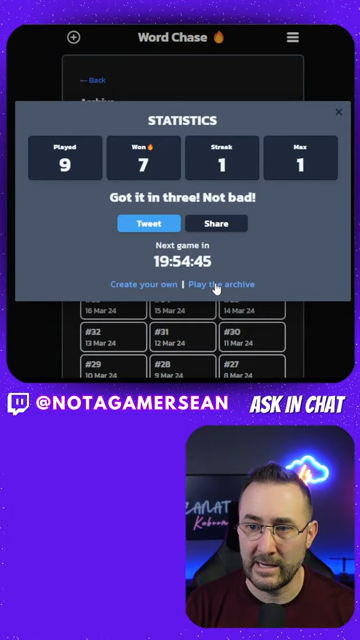 Word Chase 🔥
← Back
STATISTICS
Played
9
Won 🔥
7
Streak
1
Max
1
Got it in three! Not bad!
Tweet
Share
Next game in
19:54:45
Create your own | Play the archive
16 Mar 24
15 Mar 24
14 Mar 24
#32
13 Mar 24
#31
12 Mar 24
#30
11 Mar 24
#29
10 Mar 24
#28
9 Mar 24
#27
8 Mar 24
@NOTAGAMERSEAN
ASK IN CHAT